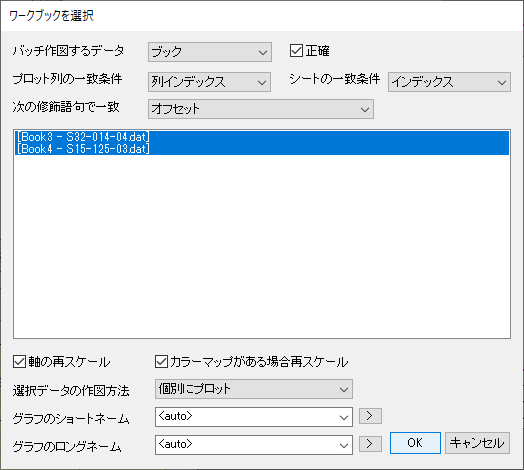 ワークブックを選択
バッチ作図するデータ ブック 正確
プロット列の一致条件 列インデックス シートの一致条件 インデックス
次の修飾語句で一致 オフセット
[Book3 - S32-014-04.dat]
[Book4 - S15-125-03.dat]
軸の再スケール カラーマップがある場合再スケール
選択データの作図方法 個別にプロット
グラフのショートネーム <auto> >
グラフのロングネーム <auto> > OK キャンセル